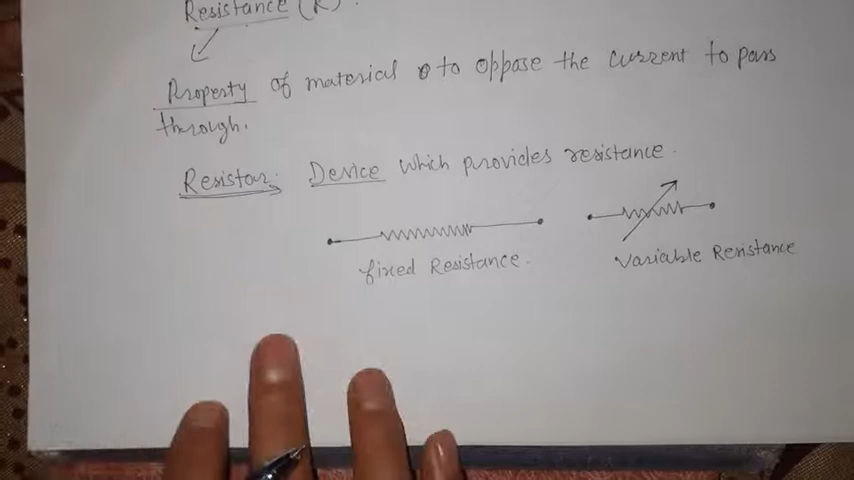 Resistance (R)
Property of material to oppose the current to pass
through.
Resistor. Device which provides resistance.
fixed Resistance. variable Resistance